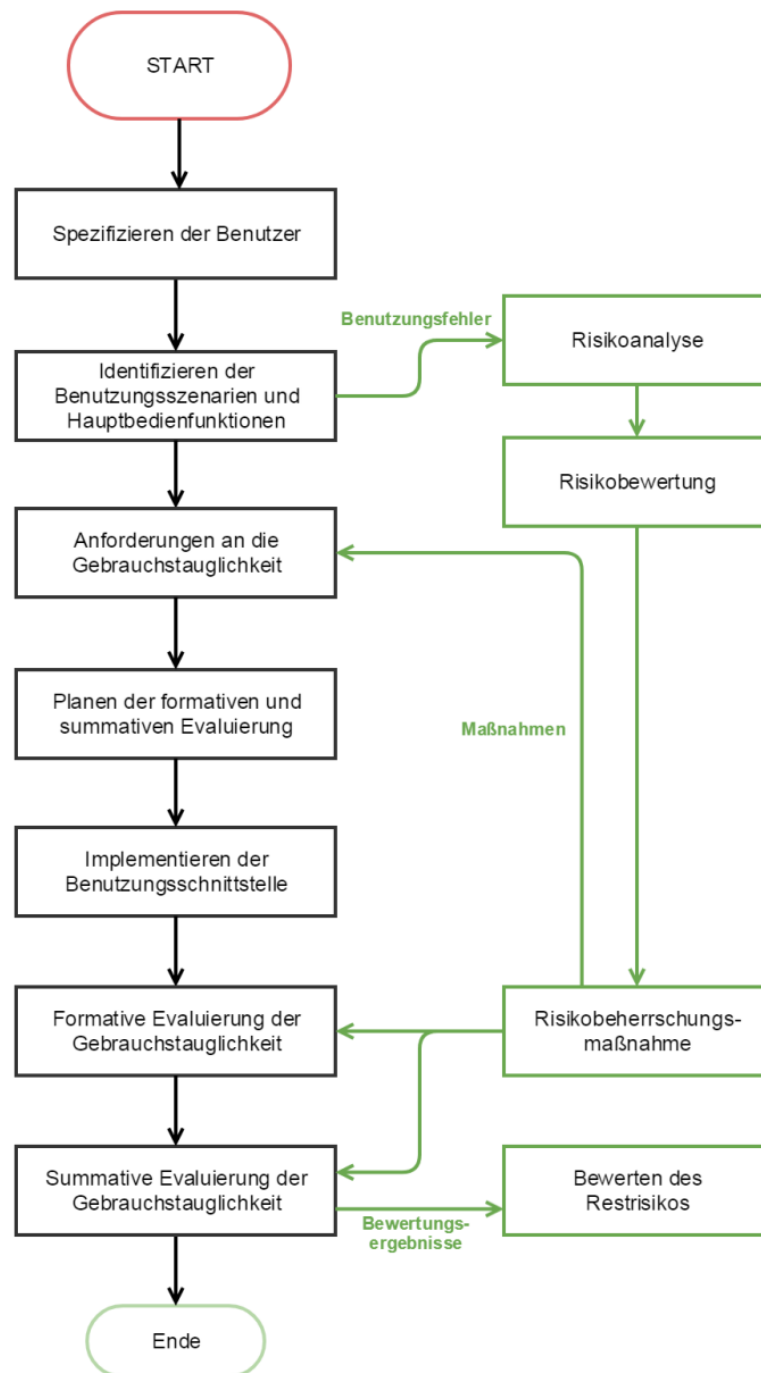 START
Spezifizieren der Benutzer
Benutzungsfehler
Identifizieren der
Benutzungsszenarien und
Hauptbedienfunktionen
Risikoanalyse
Risikobewertung
Anforderungen an die
Gebrauchstauglichkeit
Planen der formativen und
summativen Evaluierung
Maßnahmen
Implementieren der
Benutzungsschnittstelle
Formative Evaluierung der
Gebrauchstauglichkeit
Risikobeherrschungs-
maßnahme
Summative Evaluierung der
Gebrauchstauglichkeit
Bewertungs-
ergebnisse
Bewerten des
Restrisikos
Ende